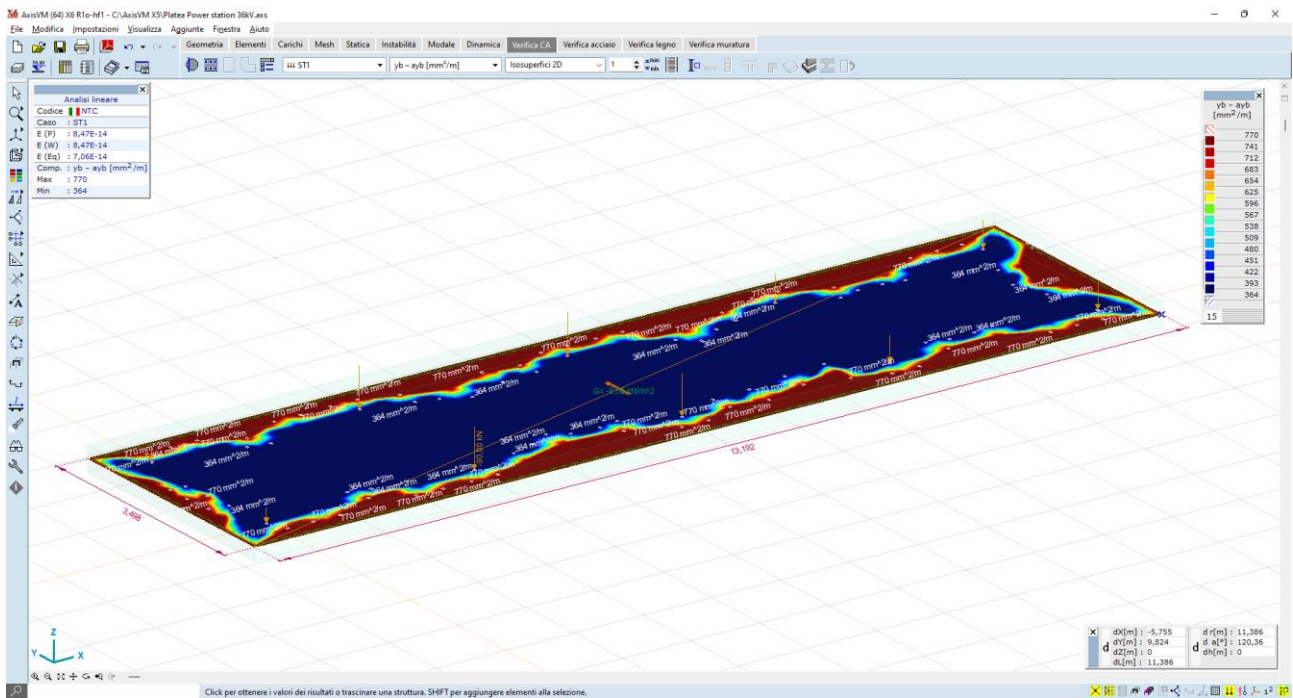 AxisVM (64) X6 R1o-hf1 - C:\AxisVM X5\Platea Power station 36kV.axs
File Modifica Impostazioni Visualizza Aggiunte Finestra Aiuto
Geometria Elementi Carichi Mesh Statica Instabilità Modale Dinamica Verifica CA Verifica acciaio Verifica legno Verifica muratura
ST1 yb – ayb [mm²/m] Isosuperfici 2D 1
Analisi lineare
Codice NTC
Caso : ST1
E (P) : 8,47E-14
E (W) : 8,47E-14
E (Eq) : 7,06E-14
Comp. : yb – ayb [mm²/m]
Max : 770
Min : 364
yb – ayb
[mm²/m]
770
741
712
683
654
625
596
567
538
509
480
451
422
393
364
15
770 mm^2/m
364 mm^2/m
13,192
3,498
dX[m] : -5,755
dY[m] : 9,824
dZ[m] : 0
dL[m] : 11,386
d
d r[m] : 11,386
d a[°] : 120,36
dh[m] : 0
d
Z
Y
X
Click per ottenere i valori dei risultati o trascinare una struttura. SHIFT per aggiungere elementi alla selezione.